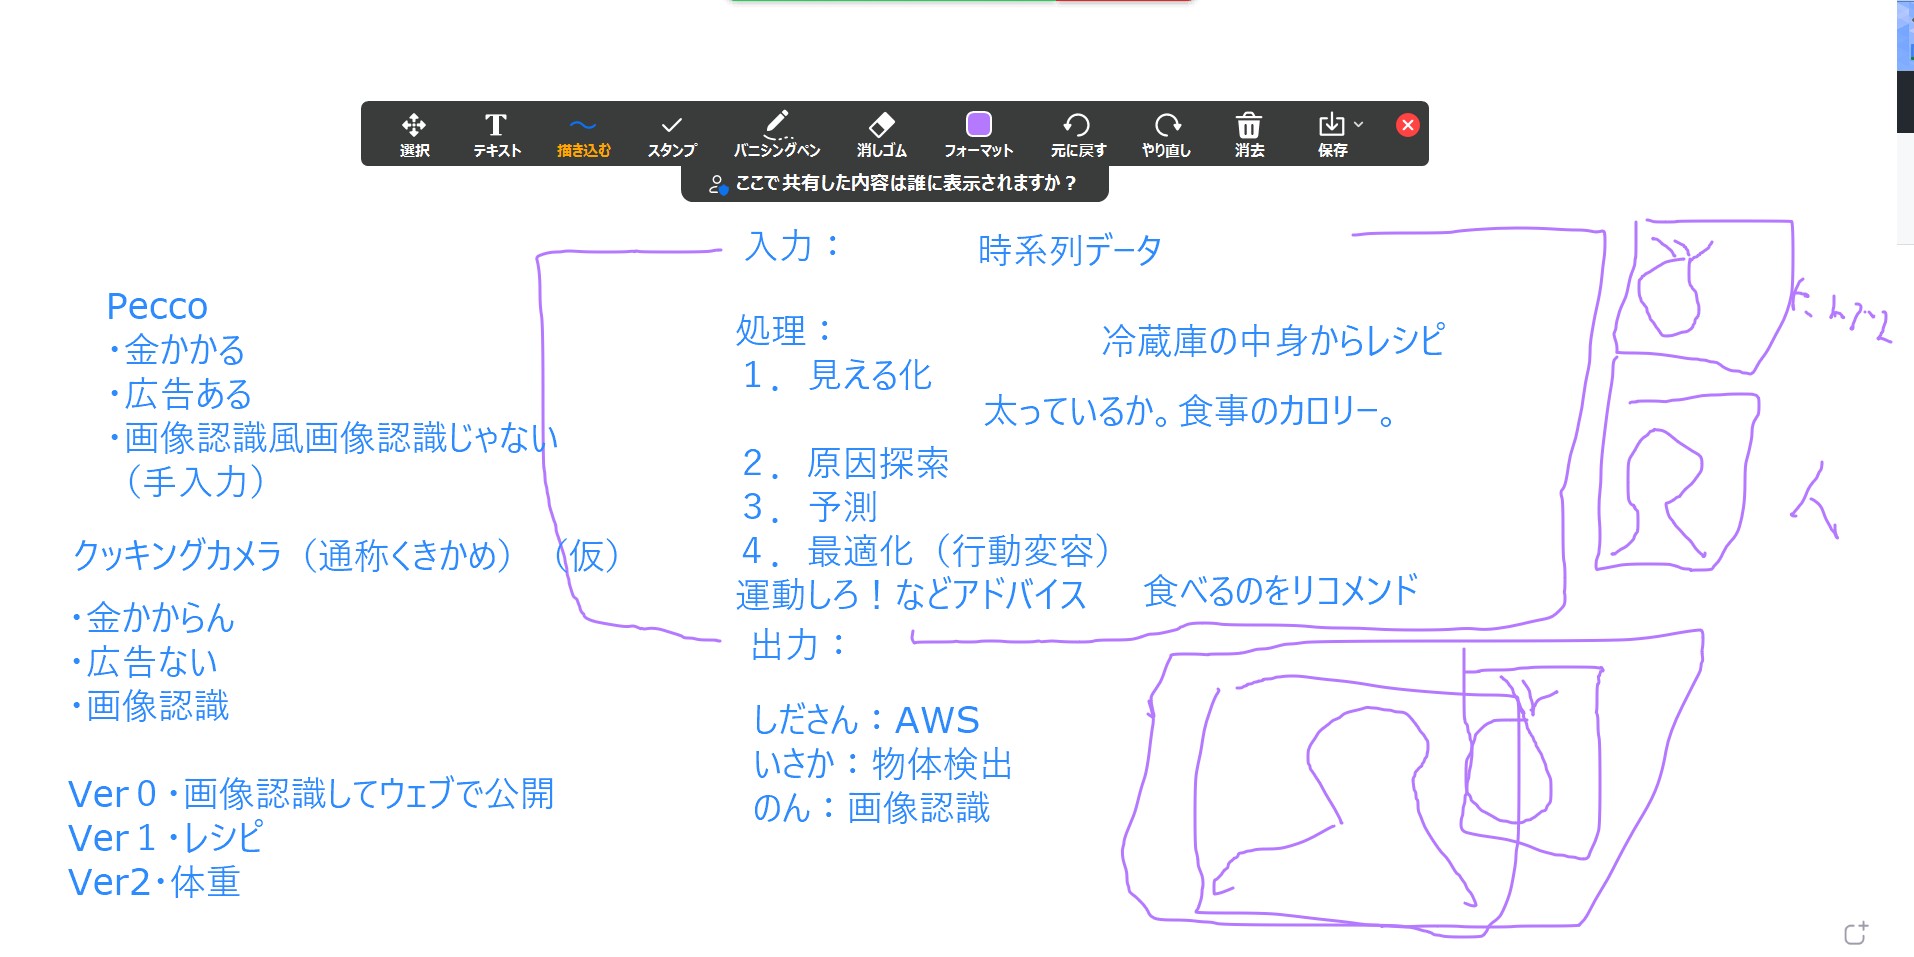 選択 テキスト 描き込む スタンプ バニシングペン 消しゴム フォーマット 元に戻す やり直し 消去 保存
ここで共有した内容は誰に表示されますか？
Pecco
・金かかる
・広告ある
・画像認識風画像認識じゃない
（手入力）
クッキングカメラ（通称くきかめ）（仮）
・金かからん
・広告ない
・画像認識
Ver０・画像認識してウェブで公開
Ver１・レシピ
Ver2・体重
入力： 時系列データ
処理：
１．見える化
冷蔵庫の中身からレシピ
太っているか。食事のカロリー。
２．原因探索
３．予測
４．最適化（行動変容）
運動しろ！などアドバイス 食べるのをリコメンド
出力：
しださん：AWS
いさか：物体検出
のん：画像認識
人